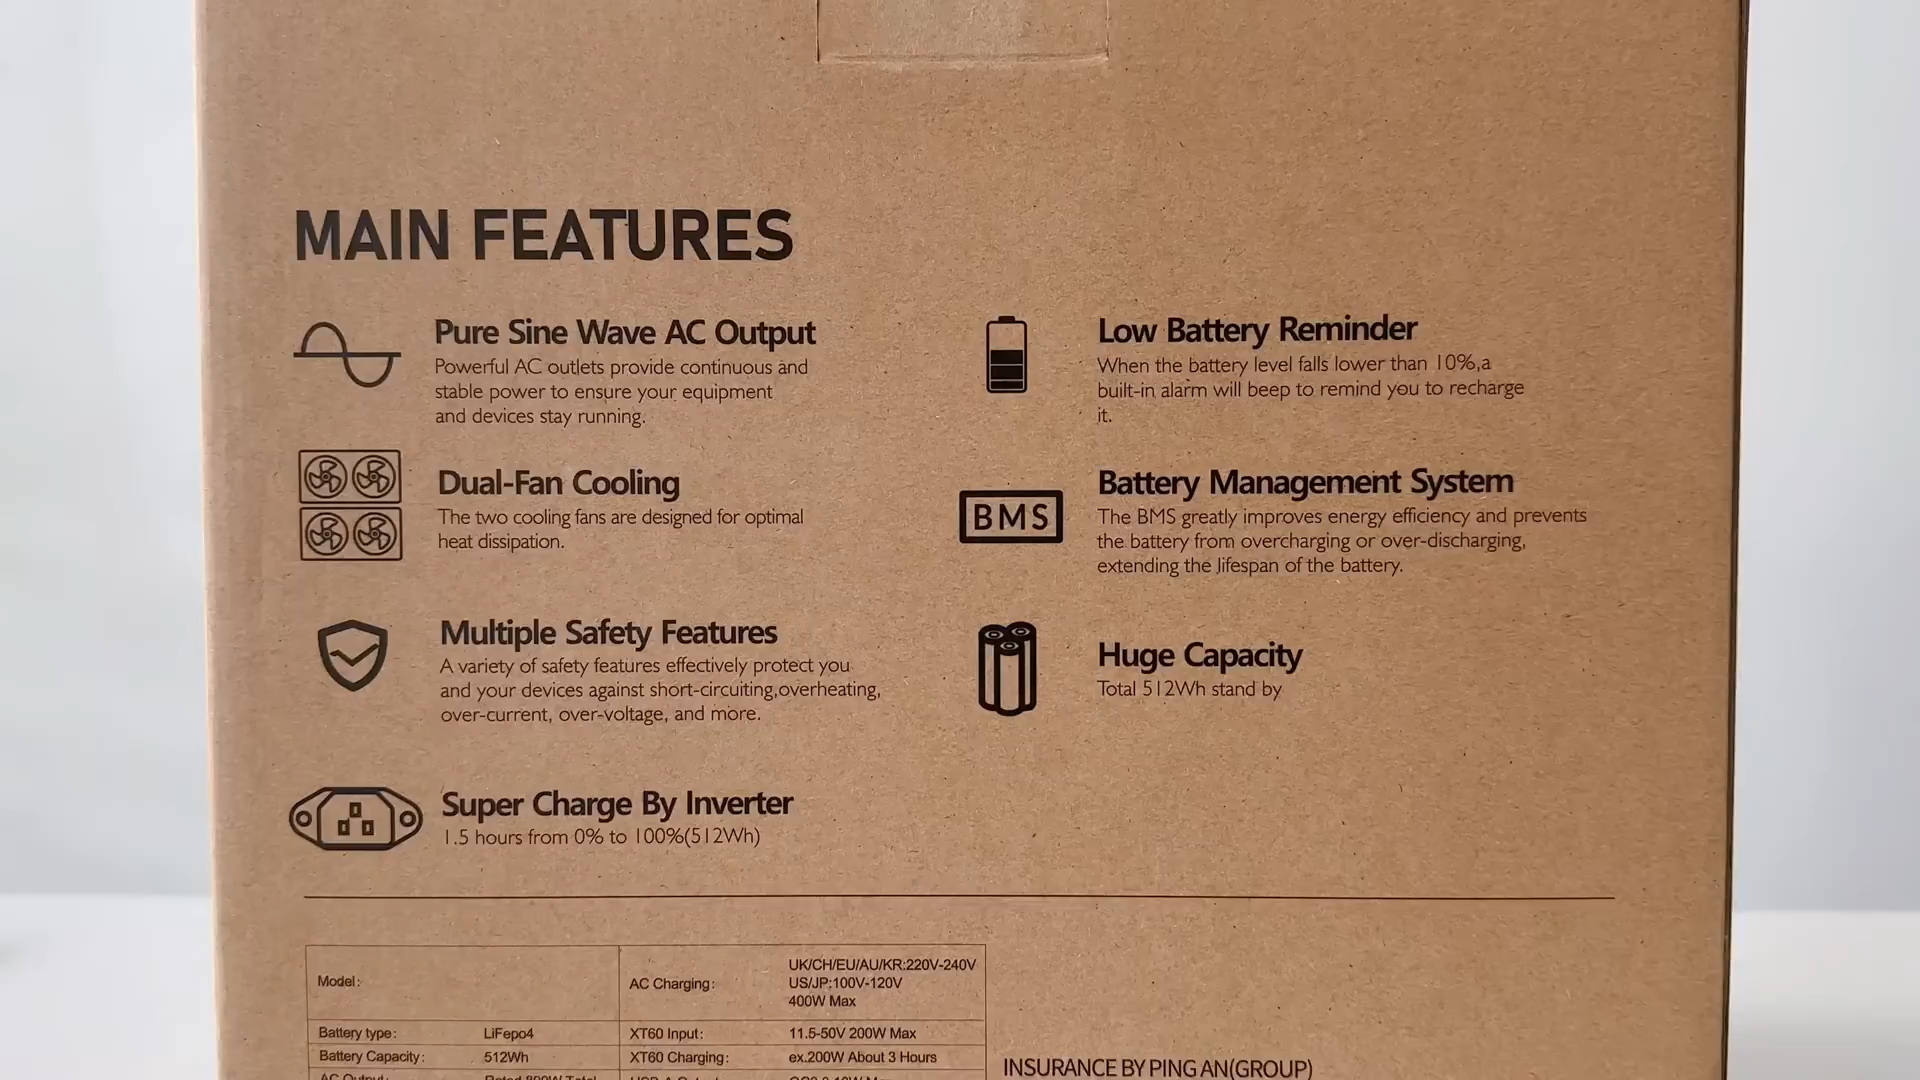 MAIN FEATURES
Pure Sine Wave AC Output
Powerful AC outlets provide continuous and
stable power to ensure your equipment
and devices stay running.
Dual-Fan Cooling
The two cooling fans are designed for optimal
heat dissipation.
Multiple Safety Features
A variety of safety features effectively protect you
and your devices against short-circuiting,overheating,
over-current, over-voltage, and more.
Super Charge By Inverter
1.5 hours from 0% to 100%(512Wh)
Low Battery Reminder
When the battery level falls lower than 10%,a
built-in alarm will beep to remind you to recharge
it.
BMS
Battery Management System
The BMS greatly improves energy efficiency and prevents
the battery from overcharging or over-discharging,
extending the lifespan of the battery.
Huge Capacity
Total 512Wh stand by
Model:
AC Charging:
UK/CH/EU/AU/KR:220V-240V
US/JP:100V-120V
400W Max
Battery type: LiFepo4
XT60 Input: 11.5-50V 200W Max
Battery Capacity: 512Wh
XT60 Charging: ex.200W About 3 Hours
AC Output: Rated 800W Total
INSURANCE BY PING AN(GROUP)